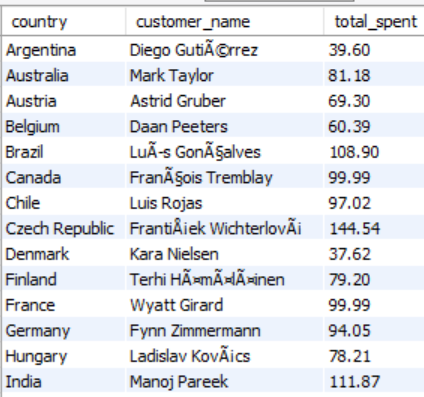 country customer_name total_spent
Argentina Diego GutiÃ©rrez 39.60
Australia Mark Taylor 81.18
Austria Astrid Gruber 69.30
Belgium Daan Peeters 60.39
Brazil LuÃ-s GonÃ§alves 108.90
Canada FranÃ§ois Tremblay 99.99
Chile Luis Rojas 97.02
Czech Republic FrantiÅ¡ek WichterlovÃ¡ 144.54
Denmark Kara Nielsen 37.62
Finland Terhi HÃ¤mÃ¤lÃ¤inen 79.20
France Wyatt Girard 99.99
Germany Fynn Zimmermann 94.05
Hungary Ladislav KovÃ¡cs 78.21
India Manoj Pareek 111.87